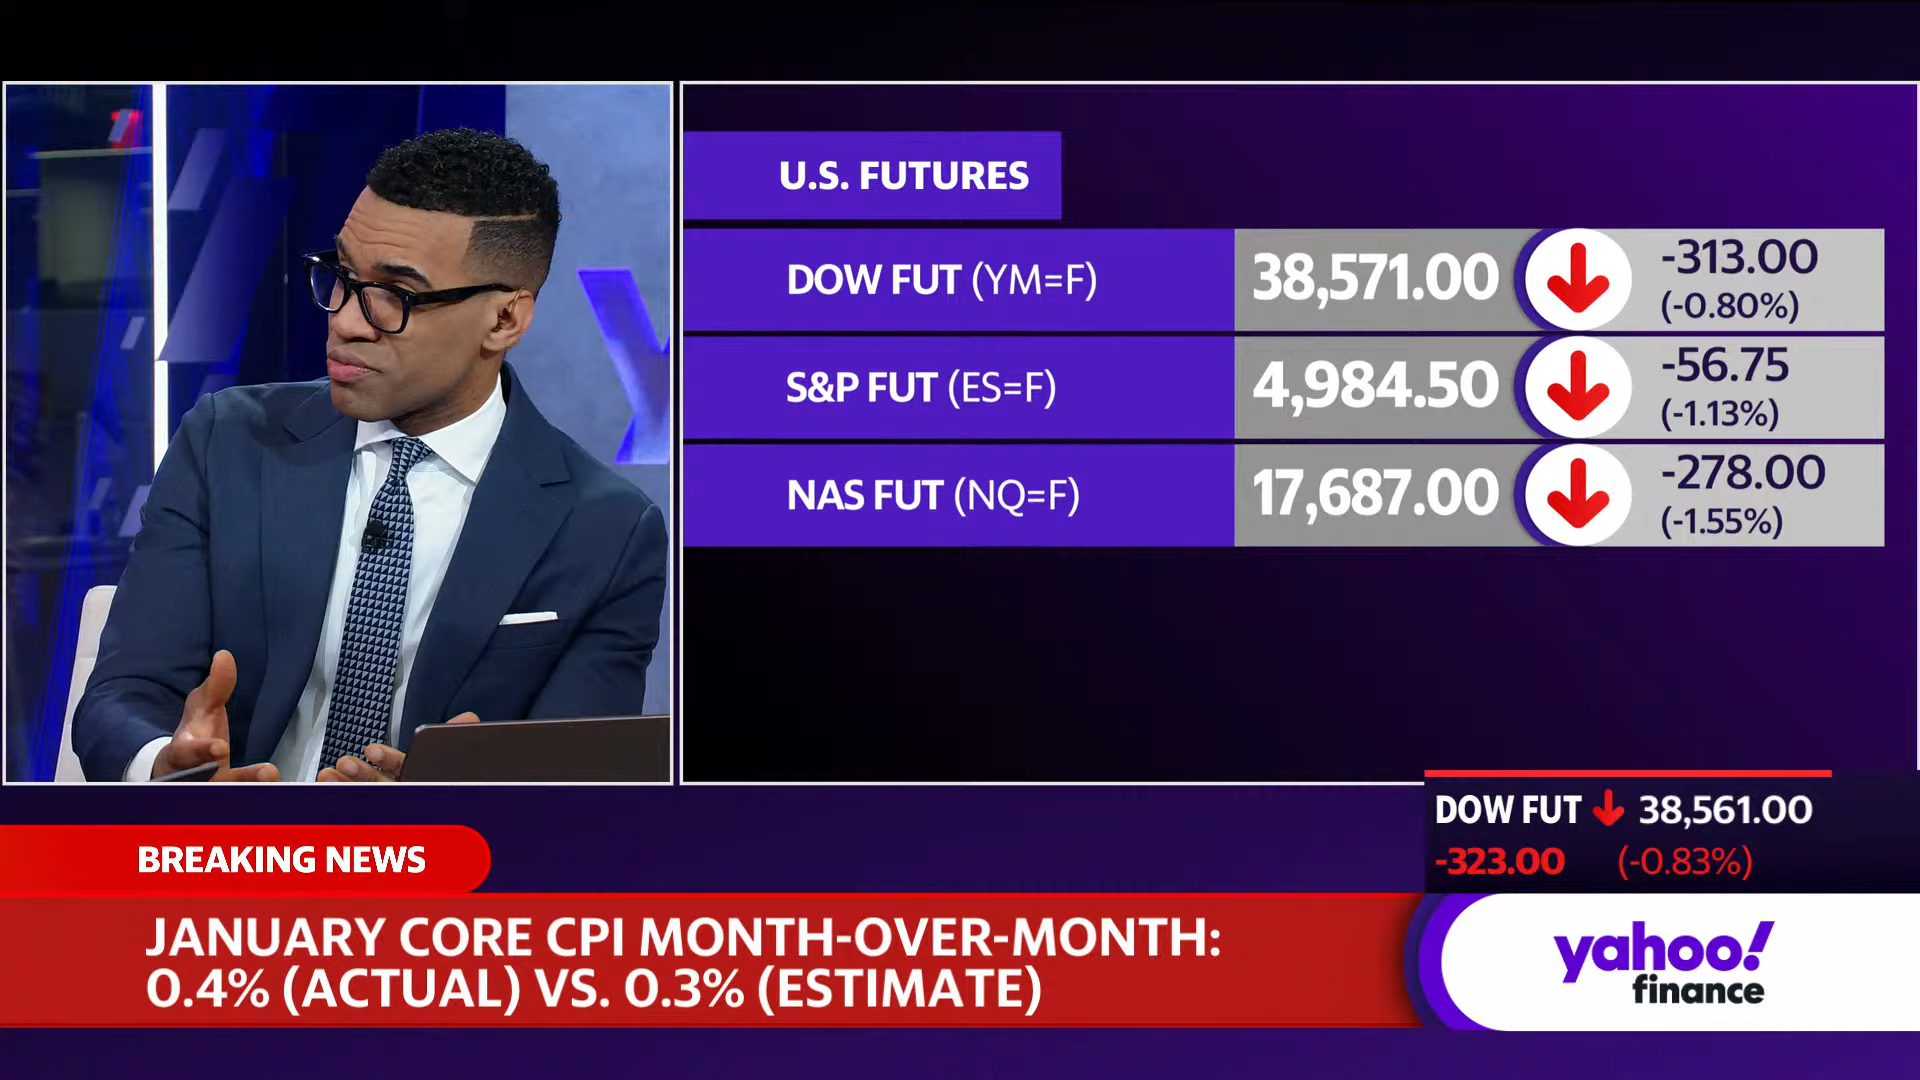 U.S. FUTURES
DOW FUT (YM=F) 38,571.00 -313.00
(-0.80%)
S&P FUT (ES=F) 4,984.50 -56.75
(-1.13%)
NAS FUT (NQ=F) 17,687.00 -278.00
(-1.55%)
DOW FUT 38,561.00
-323.00 (-0.83%)
BREAKING NEWS
JANUARY CORE CPI MONTH-OVER-MONTH:
0.4% (ACTUAL) VS. 0.3% (ESTIMATE)
yahoo!
finance